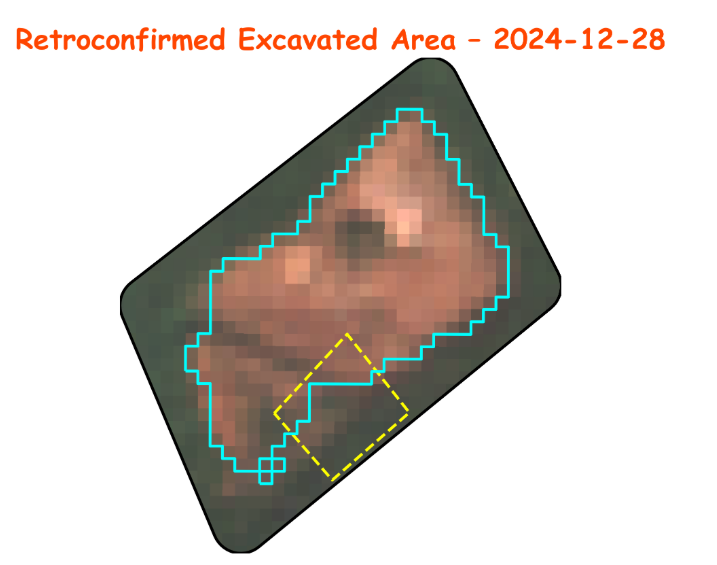 Retroconfirmed Excavated Area – 2024-12-28